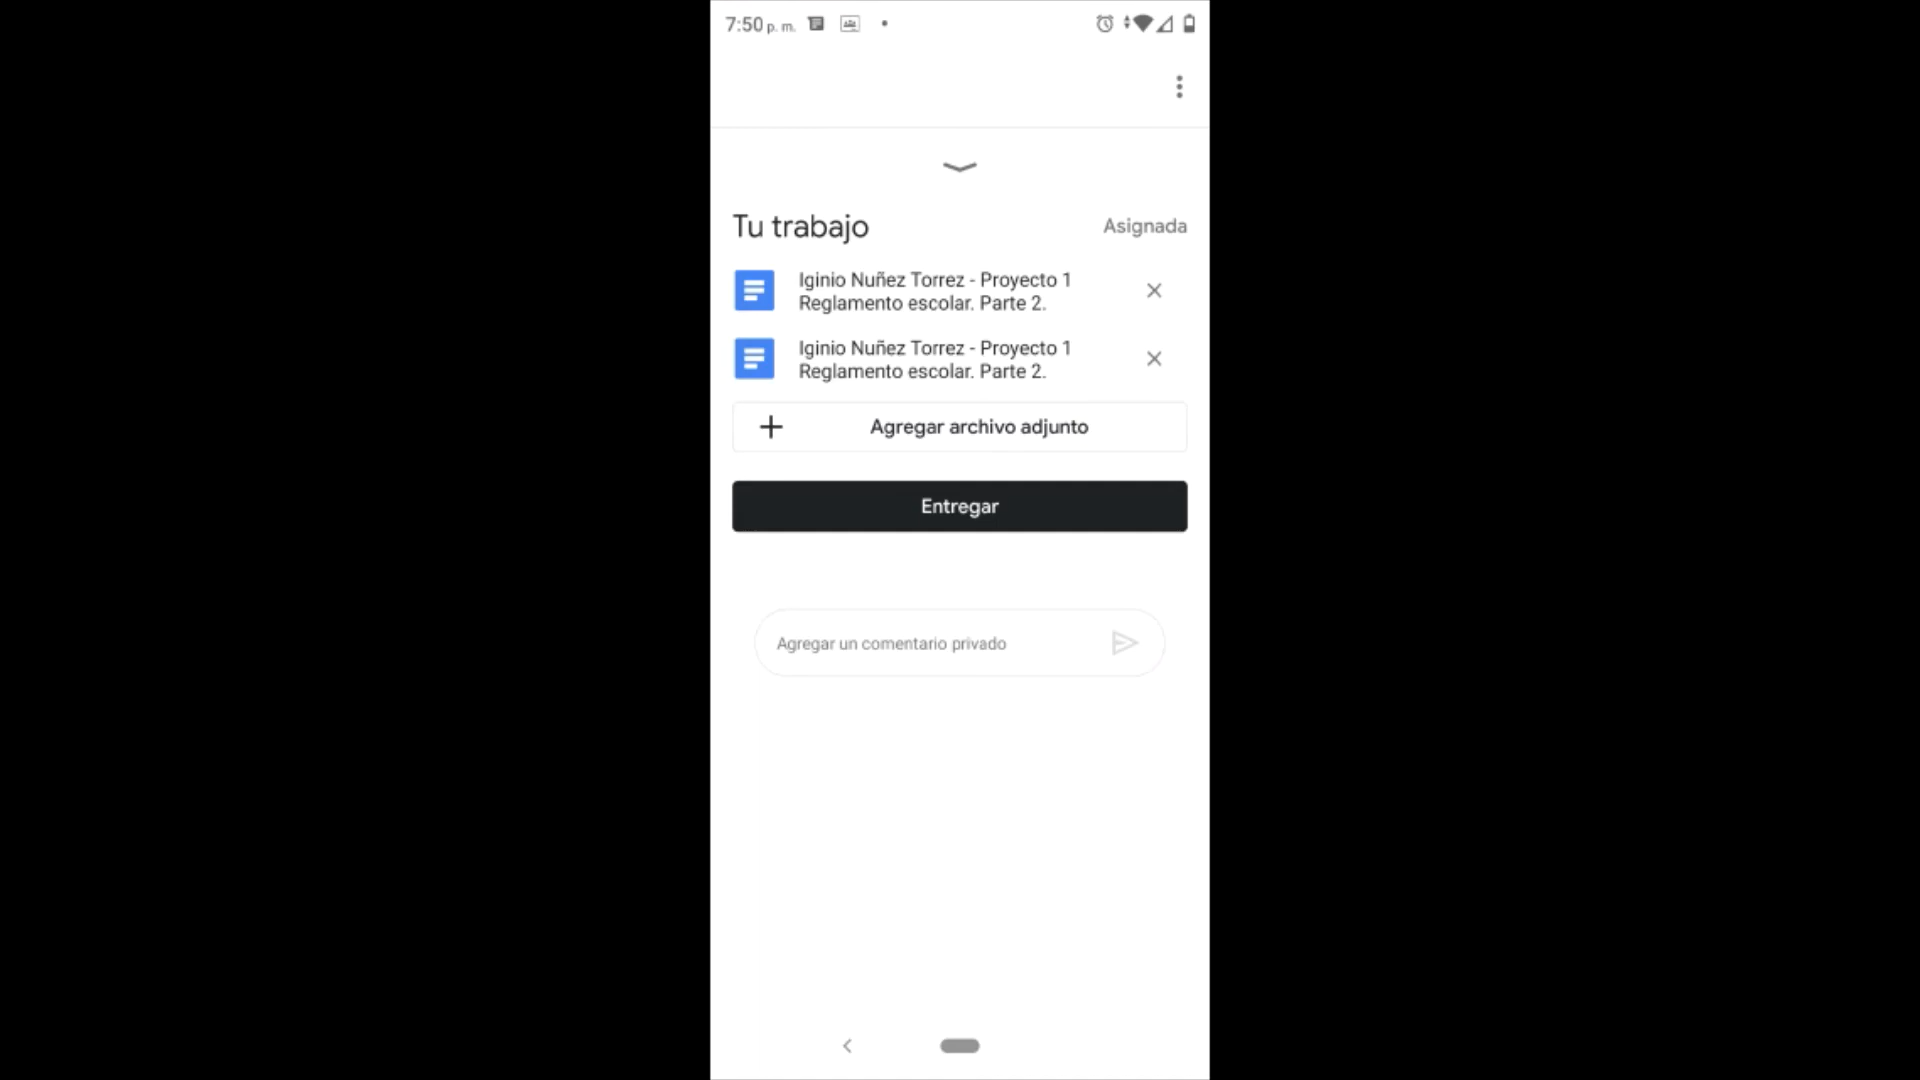 7:50 p. m.
Tu trabajo
Asignada
Iginio Nuñez Torrez - Proyecto 1
Reglamento escolar. Parte 2.
Iginio Nuñez Torrez - Proyecto 1
Reglamento escolar. Parte 2.
Agregar archivo adjunto
Entregar
Agregar un comentario privado